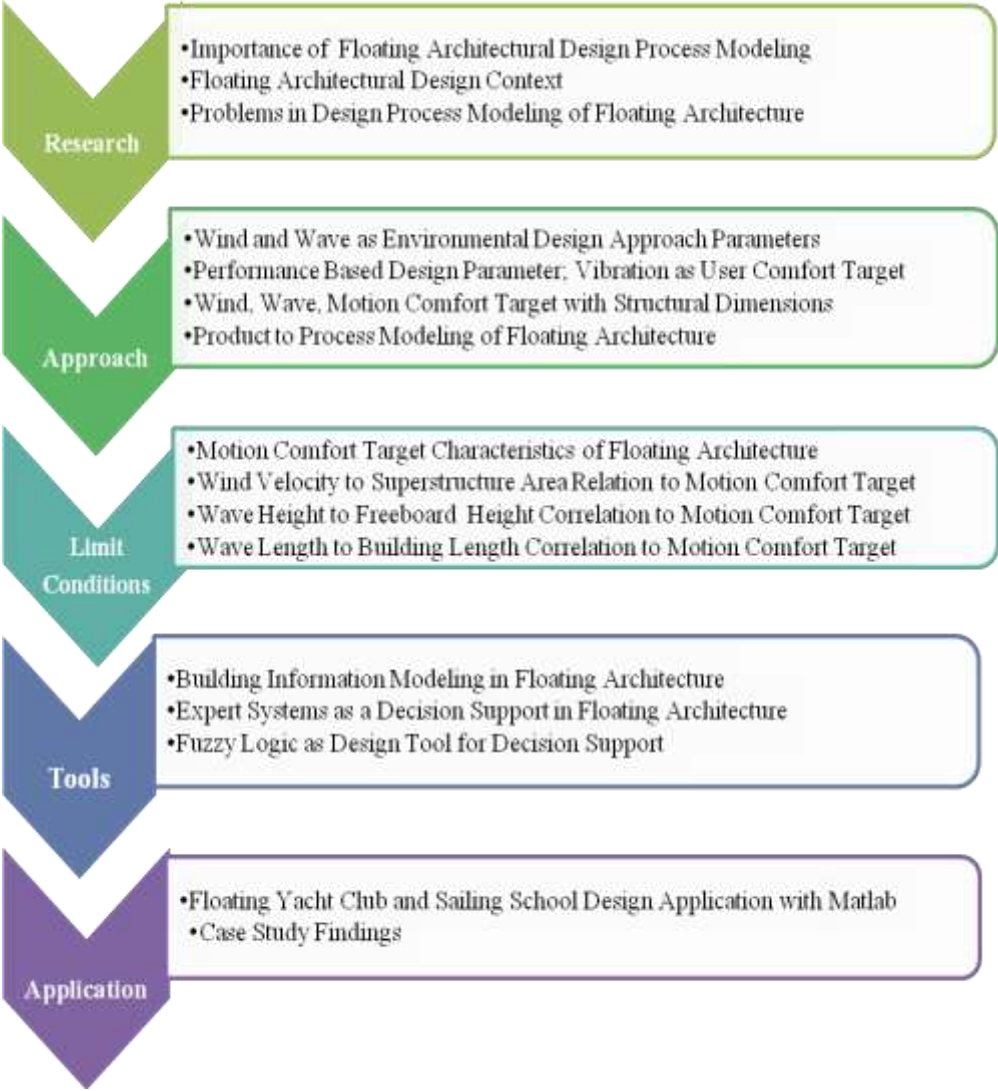 Research
•Importance of Floating Architectural Design Process Modeling
•Floating Architectural Design Context
•Problems in Design Process Modeling of Floating Architecture
Approach
•Wind and Wave as Environmental Design Approach Parameters
•Performance Based Design Parameter; Vibration as User Comfort Target
•Wind, Wave, Motion Comfort Target with Structural Dimensions
•Product to Process Modeling of Floating Architecture
Limit
Conditions
•Motion Comfort Target Characteristics of Floating Architecture
•Wind Velocity to Superstructure Area Relation to Motion Comfort Target
•Wave Height to Freeboard Height Correlation to Motion Comfort Target
•Wave Length to Building Length Correlation to Motion Comfort Target
Tools
•Building Information Modeling in Floating Architecture
•Expert Systems as a Decision Support in Floating Architecture
•Fuzzy Logic as Design Tool for Decision Support
Application
•Floating Yacht Club and Sailing School Design Application with Matlab
•Case Study Findings